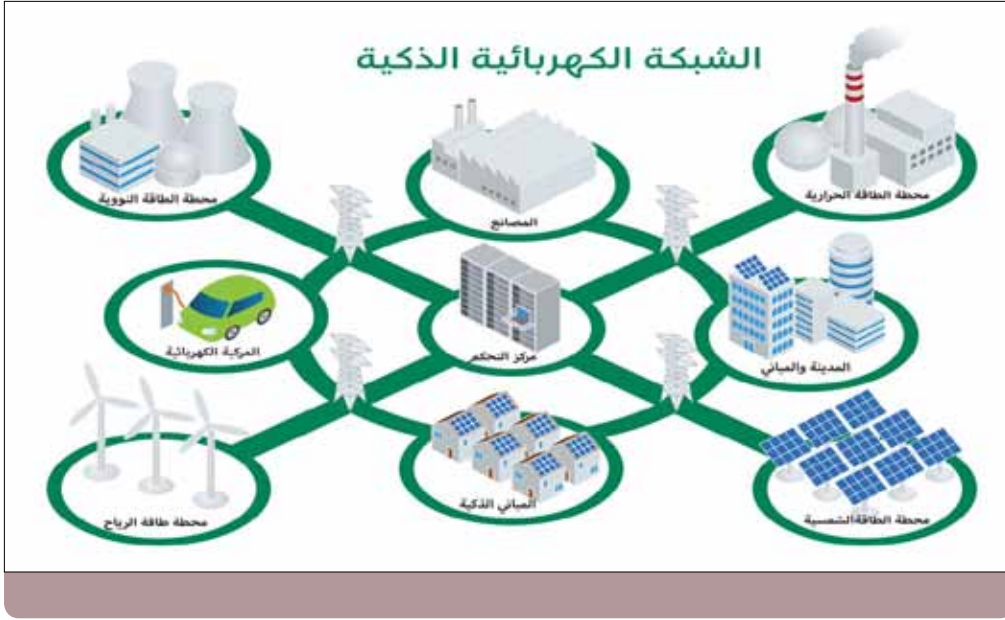 الشبكة الكهربائية الذكية
محطة الطاقة الحرارية
المصانع
محطة الطاقة النووية
المدينة والمباني
مركز التحكم
المركبة الكهربائية
محطة الطاقة الشمسية
المباني الذكية
محطة طاقة الرياح